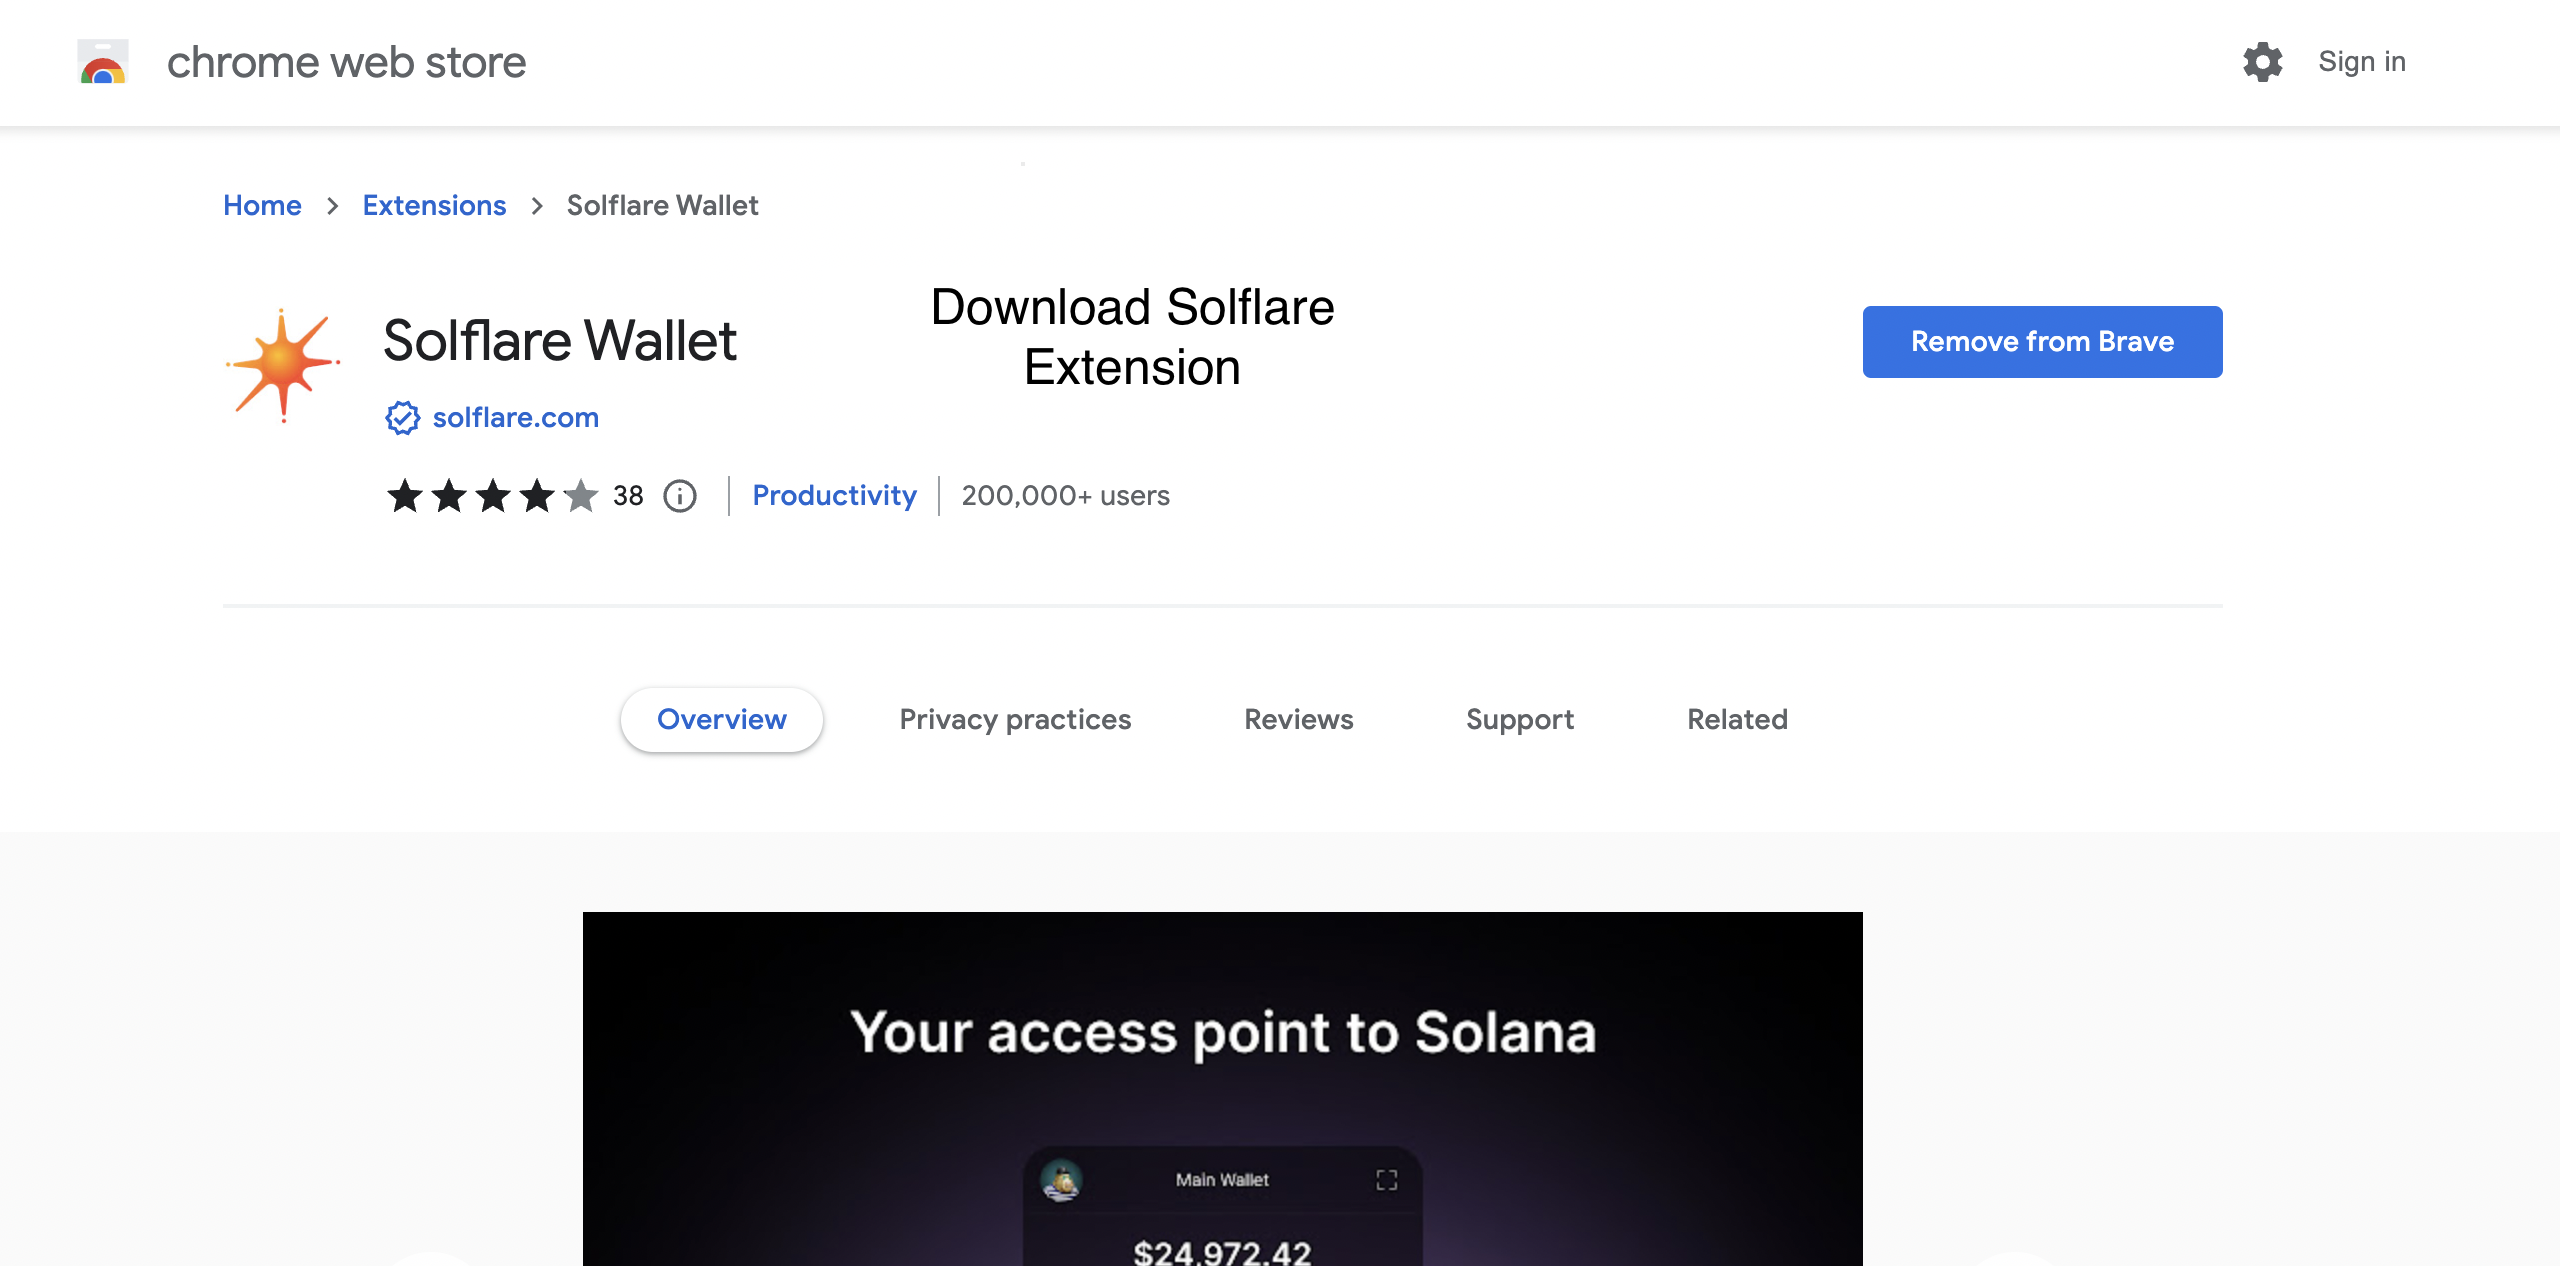 chrome web store
Sign in
Home > Extensions > Solflare Wallet
Solflare Wallet
Download Solflare
Extension
Remove from Brave
solflare.com
38 | Productivity | 200,000+ users
Overview
Privacy practices
Reviews
Support
Related
Your access point to Solana
Main Wallet
$24,972.42